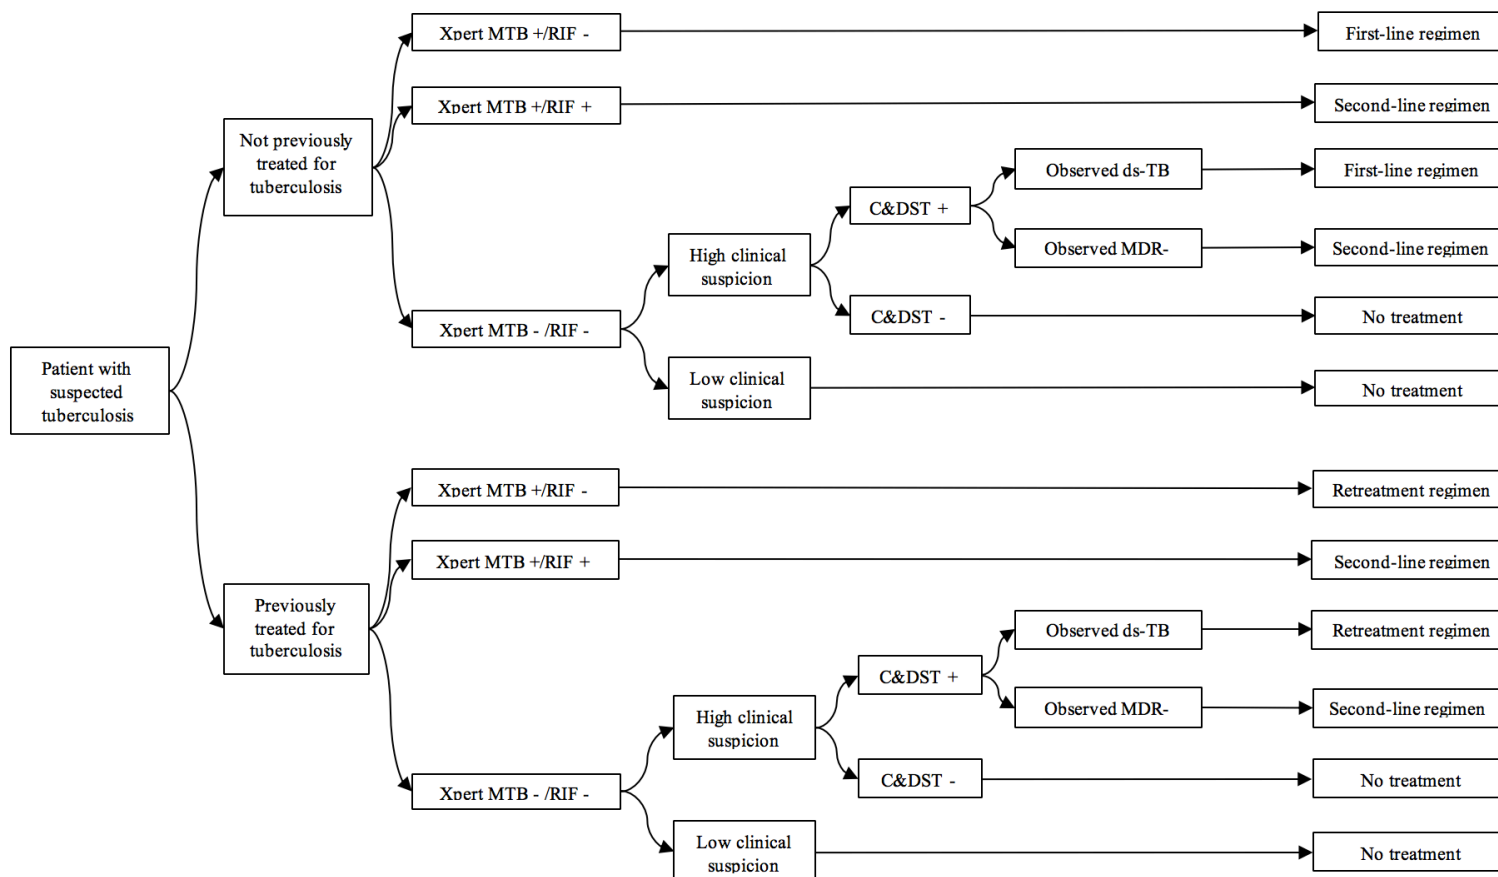 Xpert MTB +/RIF -
First-line regimen
Xpert MTB +/RIF +
Second-line regimen
Not previously
treated for
tuberculosis
Observed ds-TB
First-line regimen
C&DST +
High clinical
suspicion
Observed MDR-
Second-line regimen
Xpert MTB - /RIF -
C&DST -
No treatment
Patient with
suspected
tuberculosis
Low clinical
suspicion
No treatment
Xpert MTB +/RIF -
Retreatment regimen
Xpert MTB +/RIF +
Second-line regimen
Previously
treated for
tuberculosis
Observed ds-TB
Retreatment regimen
C&DST +
High clinical
suspicion
Observed MDR-
Second-line regimen
Xpert MTB - /RIF -
C&DST -
No treatment
Low clinical
suspicion
No treatment